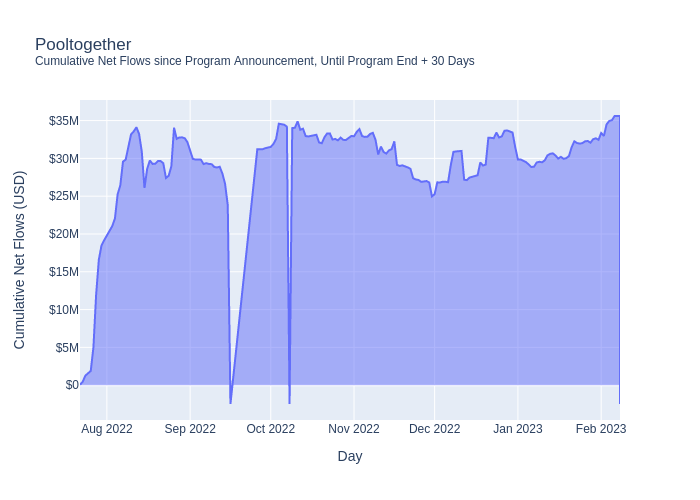 Pooltogether
Cumulative Net Flows since Program Announcement, Until Program End + 30 Days
Cumulative Net Flows (USD)
$35M
$30M
$25M
$20M
$15M
$10M
$5M
$0
Aug 2022
Sep 2022
Oct 2022
Nov 2022
Dec 2022
Jan 2023
Feb 2023
Day